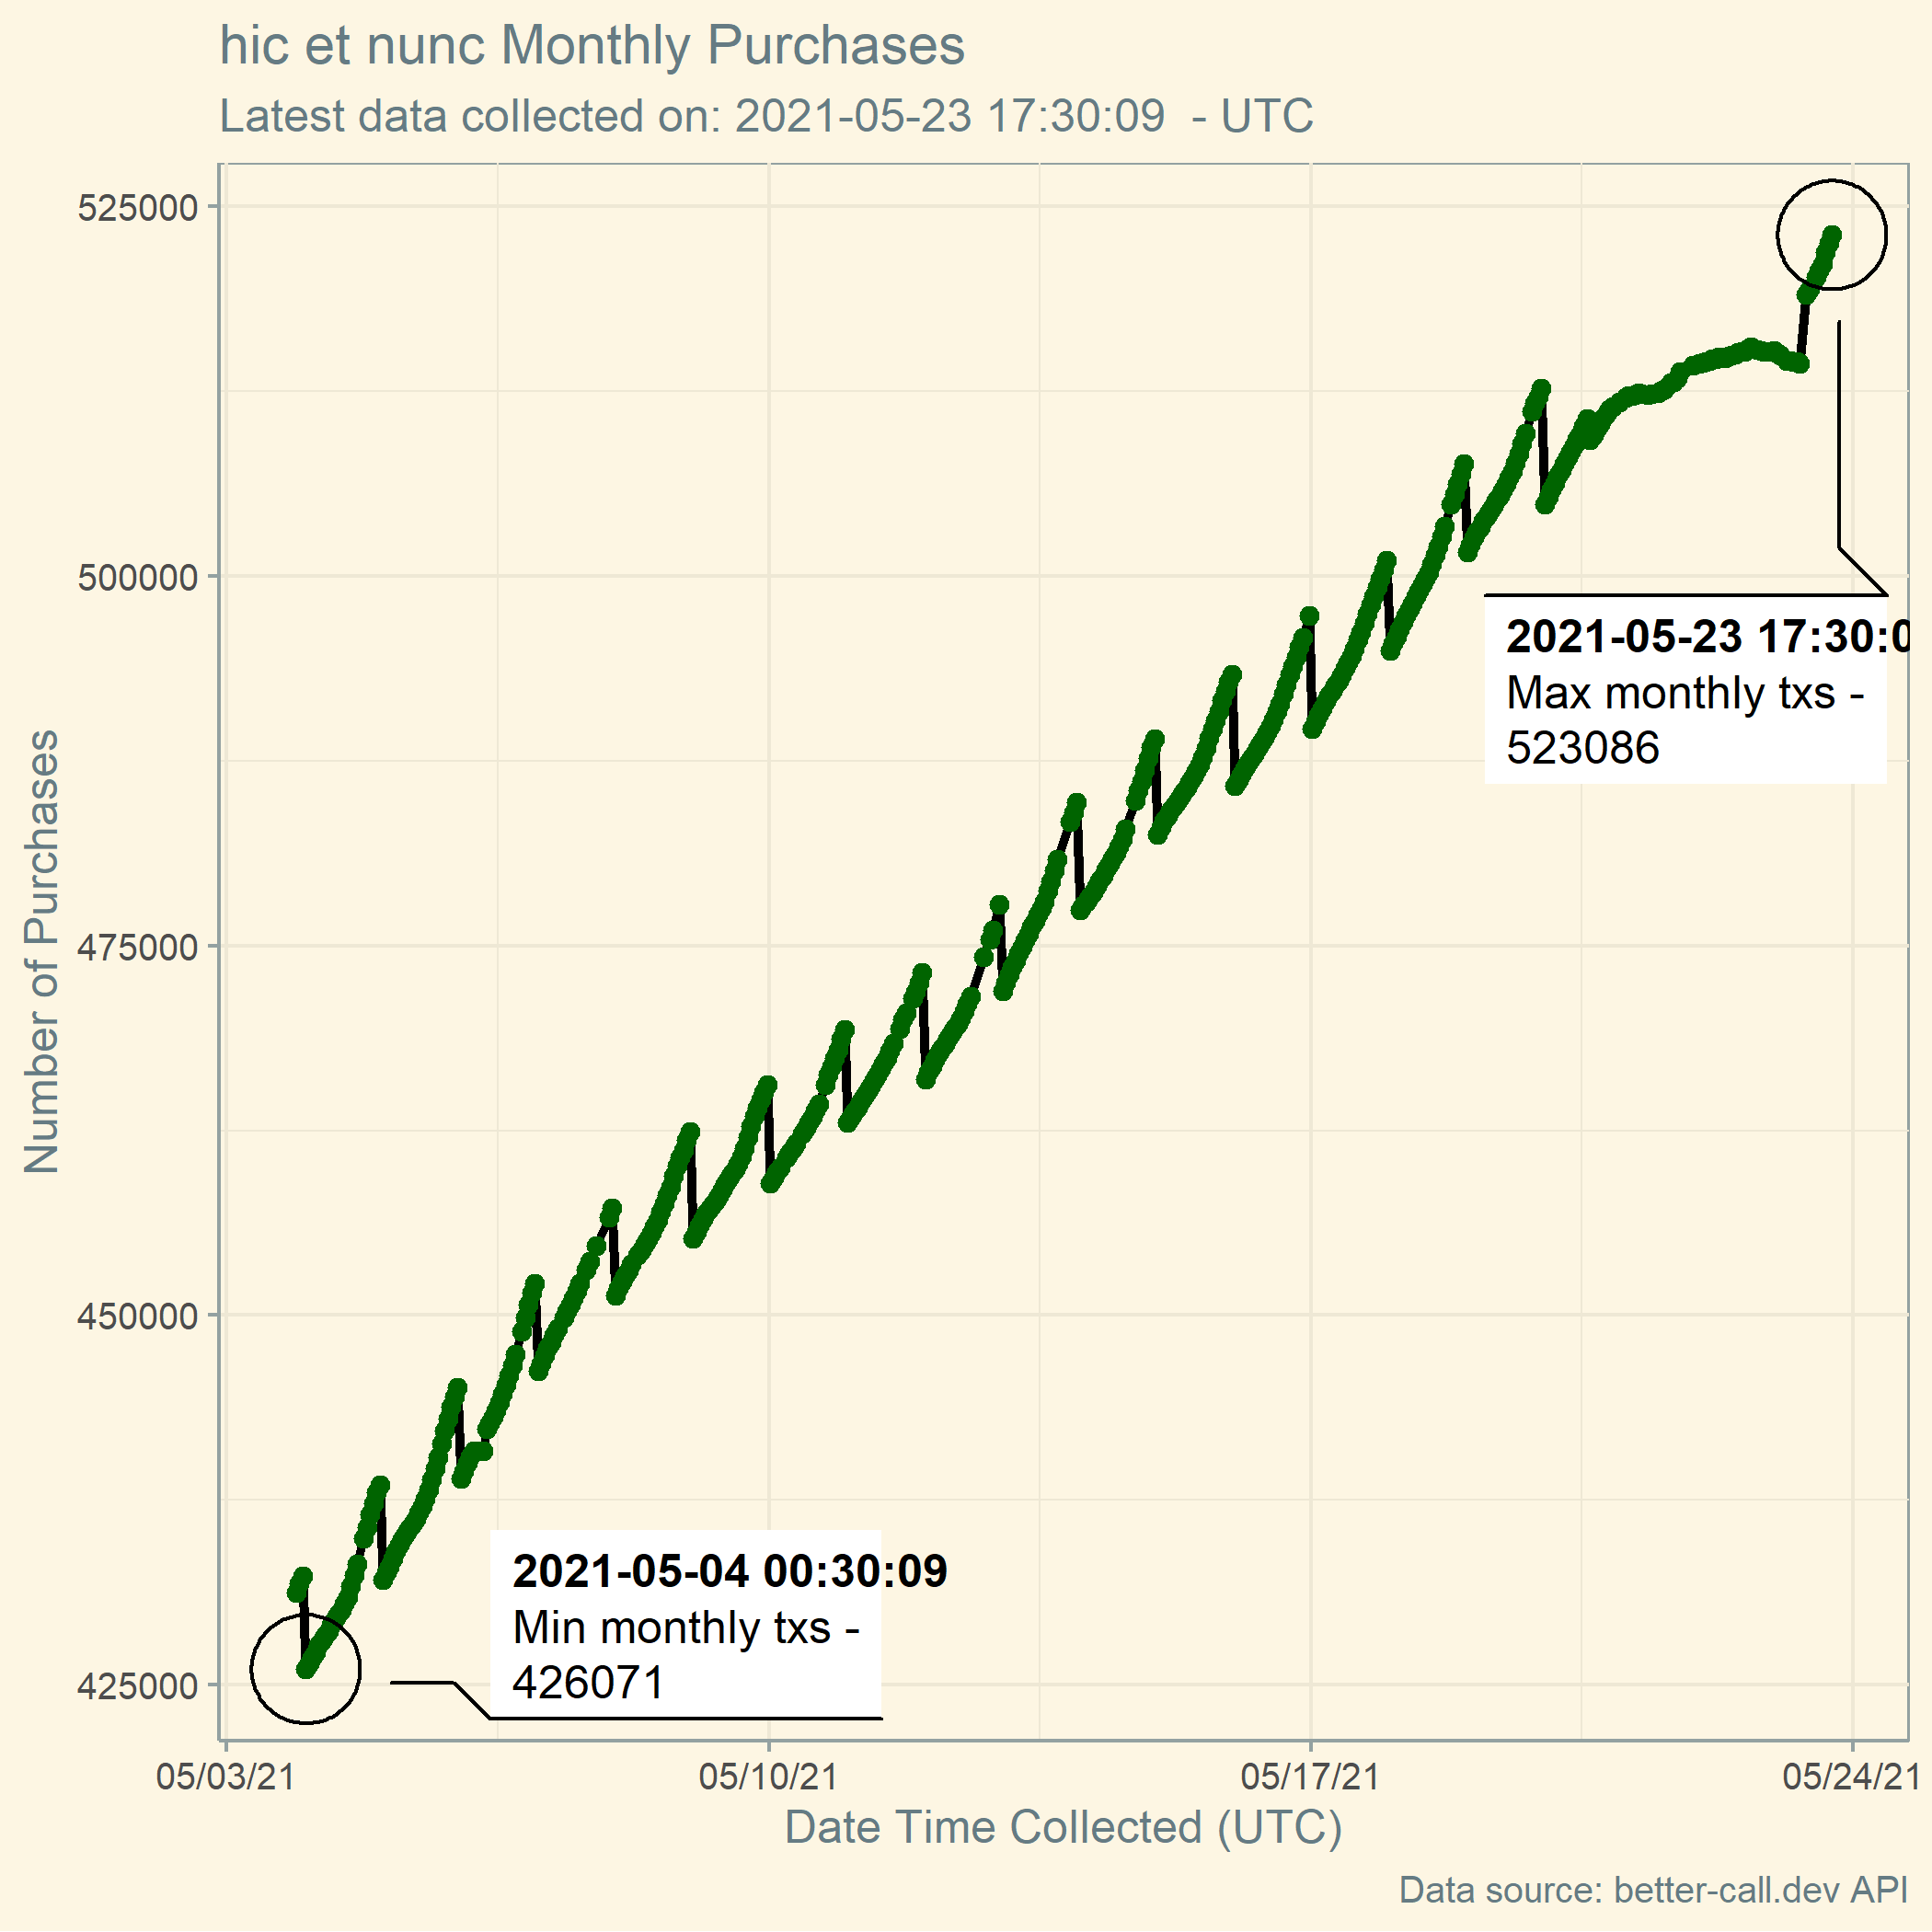 hic et nunc Monthly Purchases
Latest data collected on: 2021-05-23 17:30:09  - UTC
525000
500000
475000
450000
425000
Number of Purchases
2021-05-23 17:30:0
Max monthly txs -
523086
2021-05-04 00:30:09
Min monthly txs -
426071
05/03/21
05/10/21
05/17/21
05/24/21
Date Time Collected (UTC)
Data source: better-call.dev API